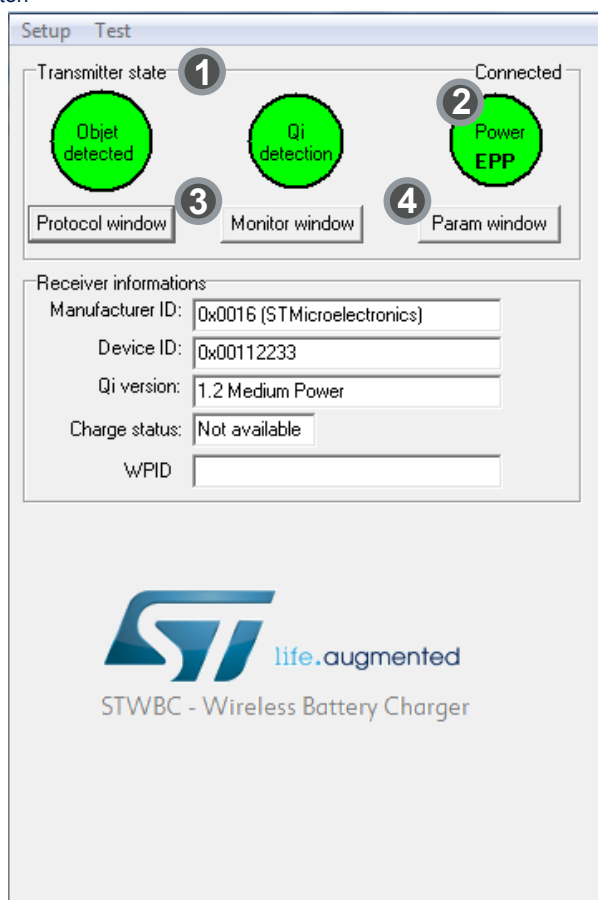 Setup Test
Transmitter state 1 Connected
2
Objet
detected
Qi
detection
Power
EPP
3 4
Protocol window Monitor window Param window
Receiver informations
Manufacturer ID: 0x0016 (STMicroelectronics)
Device ID: 0x00112233
Qi version: 1.2 Medium Power
Charge status: Not available
WPID
ST life.augmented
STWBC - Wireless Battery Charger